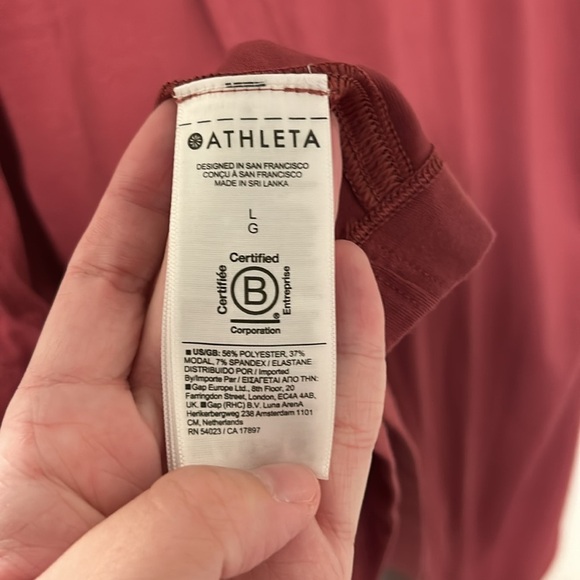 ATHLETA
DESIGNED IN SAN FRANCISCO
CONÇU À SAN FRANCISCO
MADE IN SRI LANKA
L
G
Certified
Certifiée
B
Entreprise
®
Corporation
■ US/GB: 56% POLYESTER, 37%
MODAL, 7% SPANDEX / ELASTANE
DISTRIBUÉ POR / Imported
By/Importe Par / ΕΙΣΑΓΕΤΑΙ ΑΠΟ ΤΗΝ:
■Gap Europe Ltd., 8th Floor, 20
Farringdon Street, London, EC4A 4AB,
UK. ■Gap (RHC) B.V. Luna ArenA
Herikerbergweg 238 Amsterdam 1101
CM, Netherlands
RN 54023 / CA 17897